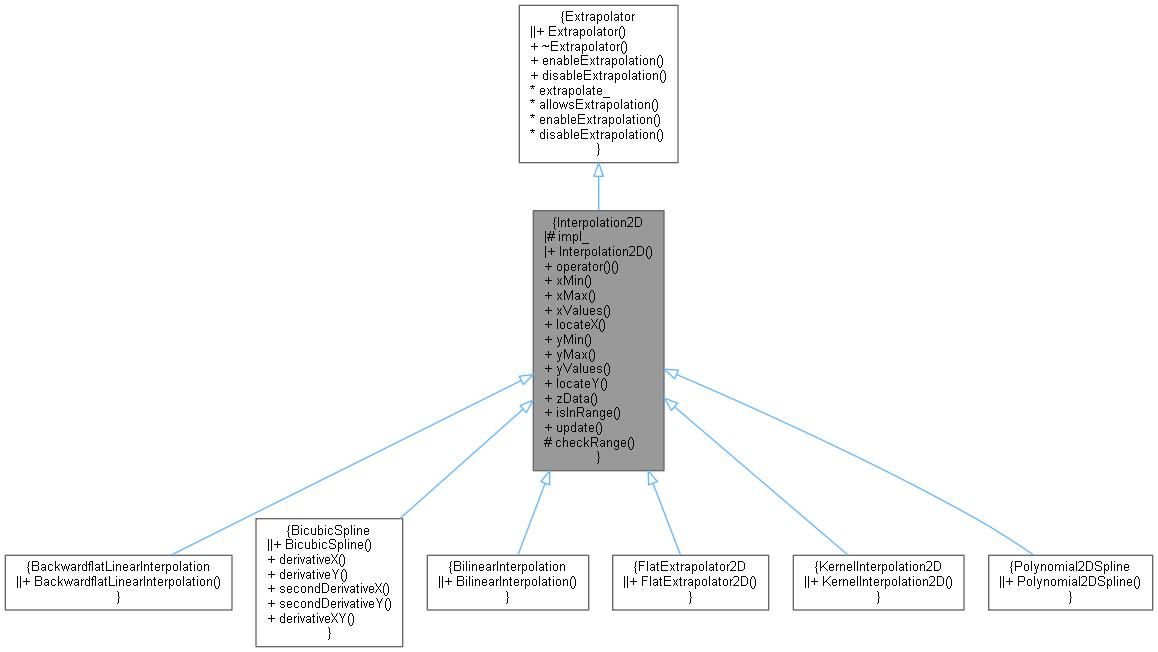 {Extrapolator
||+ Extrapolator()
+ ~Extrapolator()
+ enableExtrapolation()
+ disableExtrapolation()
* extrapolate_
* allowsExtrapolation()
* enableExtrapolation()
* disableExtrapolation()
}
{Interpolation2D
|# impl_
|+ Interpolation2D()
+ operator()()
+ xMin()
+ xMax()
+ xValues()
+ locateX()
+ yMin()
+ yMax()
+ yValues()
+ locateY()
+ zData()
+ isInRange()
+ update()
# checkRange()
}
{BackwardflatLinearInterpolation
||+ BackwardflatLinearInterpolation()
}
{BicubicSpline
||+ BicubicSpline()
+ derivativeX()
+ derivativeY()
+ secondDerivativeX()
+ secondDerivativeY()
+ derivativeXY()
}
{BilinearInterpolation
||+ BilinearInterpolation()
}
{FlatExtrapolator2D
||+ FlatExtrapolator2D()
}
{KernelInterpolation2D
||+ KernelInterpolation2D()
}
{Polynomial2DSpline
||+ Polynomial2DSpline()
}